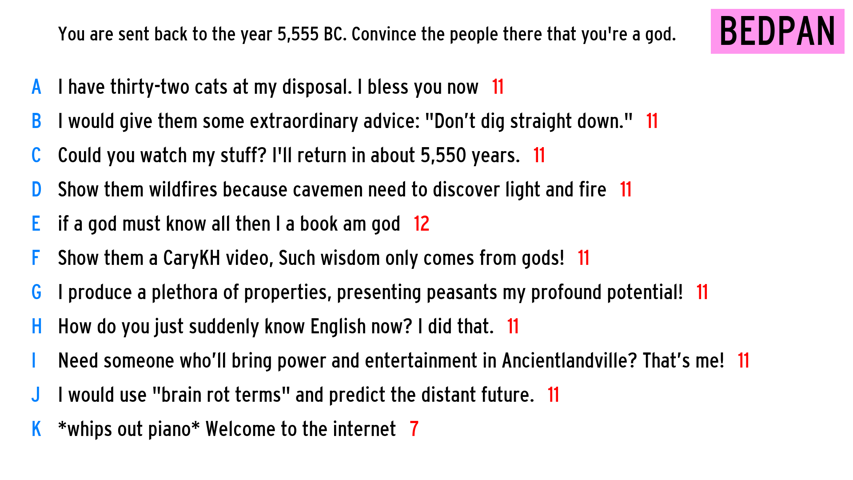 You are sent back to the year 5,555 BC. Convince the people there that you're a god.
BEDPAN
A I have thirty-two cats at my disposal. I bless you now 11
B I would give them some extraordinary advice: "Don’t dig straight down." 11
C Could you watch my stuff? I'll return in about 5,550 years. 11
D Show them wildfires because cavemen need to discover light and fire 11
E if a god must know all then I a book am god 12
F Show them a CaryKH video, Such wisdom only comes from gods! 11
G I produce a plethora of properties, presenting peasants my profound potential! 11
H How do you just suddenly know English now? I did that. 11
I Need someone who’ll bring power and entertainment in Ancientlandville? That’s me! 11
J I would use "brain rot terms" and predict the distant future. 11
K *whips out piano* Welcome to the internet 7